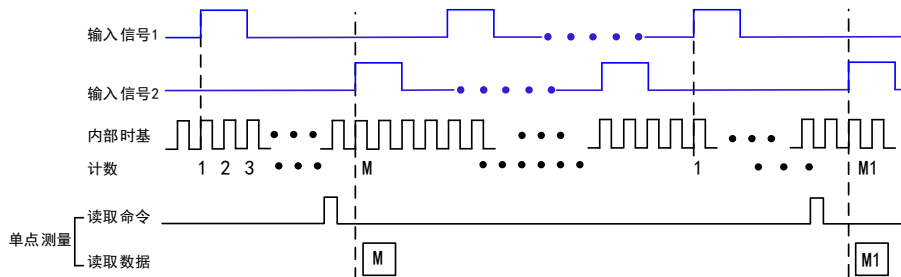 输入信号1
输入信号2
内部时基
计数 1 2 3 M 1 M1
单点测量
读取命令
读取数据 M M1